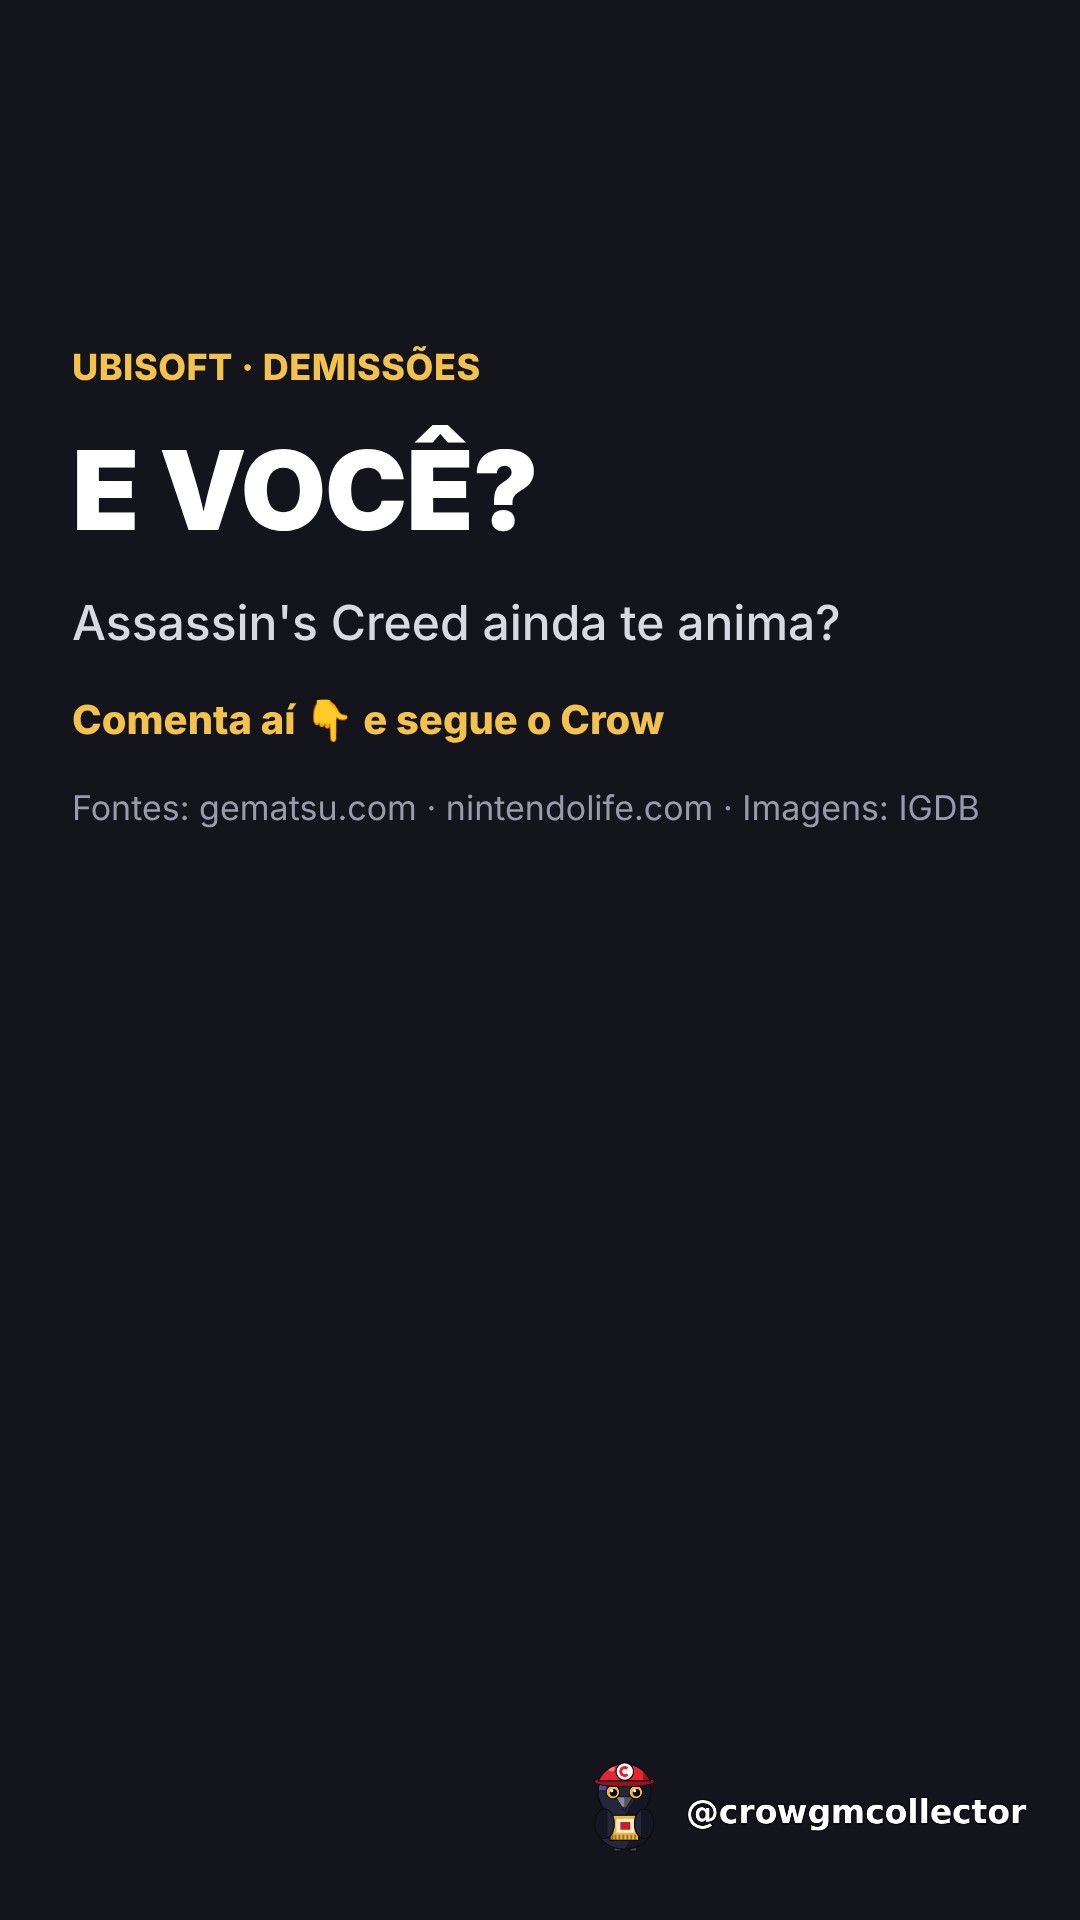 UBISOFT · DEMISSÕES
E VOCÊ?
Assassin's Creed ainda te anima?
Comenta aí 👇 e segue o Crow
Fontes: gematsu.com · nintendolife.com · Imagens: IGDB
C
@crowgmcollector